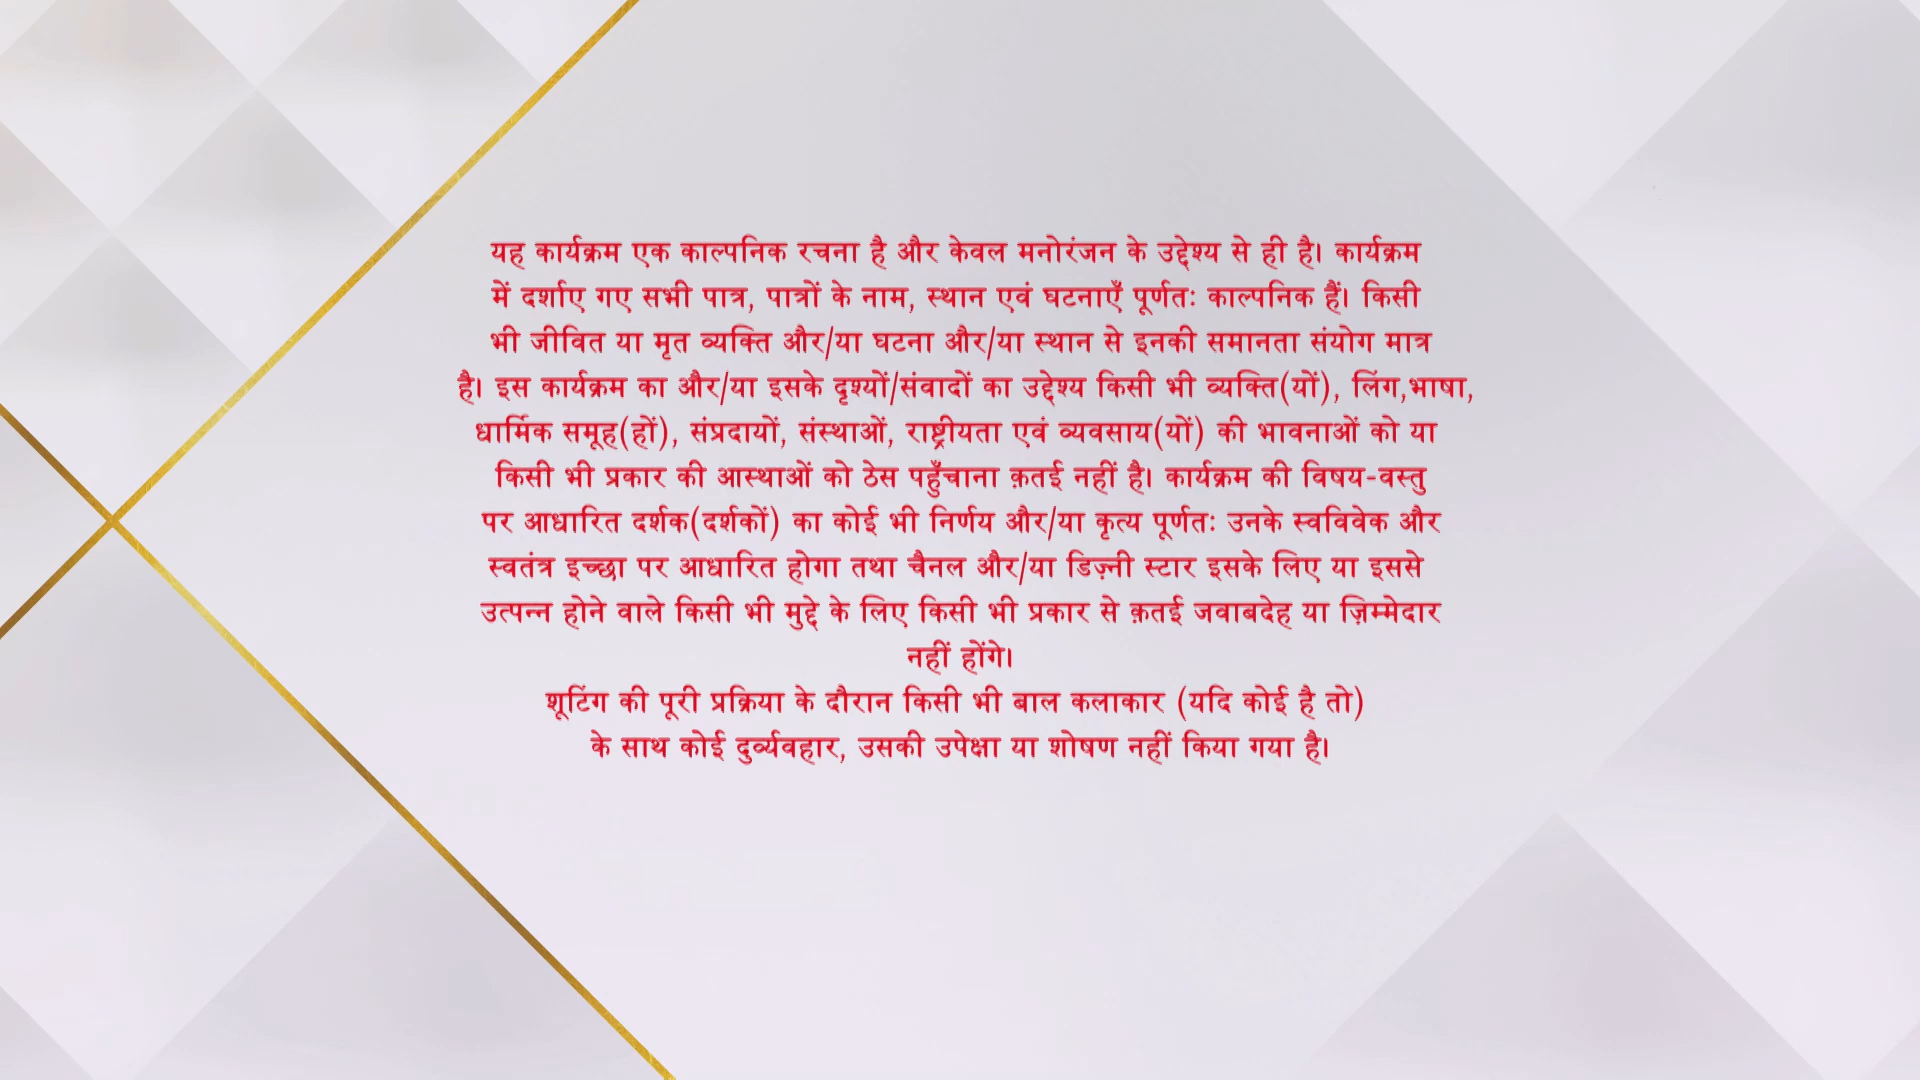 यह कार्यक्रम एक काल्पनिक रचना है और केवल मनोरंजन के उद्देश्य से ही है। कार्यक्रम
में दर्शाए गए सभी पात्र, पात्रों के नाम, स्थान एवं घटनाएँ पूर्णतः काल्पनिक हैं। किसी
भी जीवित या मृत व्यक्ति और/या घटना और/या स्थान से इनकी समानता संयोग मात्र
है। इस कार्यक्रम का और/या इसके दृश्यों/संवादों का उद्देश्य किसी भी व्यक्ति(यों), लिंग,भाषा,
धार्मिक समूह(हों), संप्रदायों, संस्थाओं, राष्ट्रीयता एवं व्यवसाय(यों) की भावनाओं को या
किसी भी प्रकार की आस्थाओं को ठेस पहुँचाना क़तई नहीं है। कार्यक्रम की विषय-वस्तु
पर आधारित दर्शक(दर्शकों) का कोई भी निर्णय और/या कृत्य पूर्णतः उनके स्वविवेक और
स्वतंत्र इच्छा पर आधारित होगा तथा चैनल और/या डिज़्नी स्टार इसके लिए या इससे
उत्पन्न होने वाले किसी भी मुद्दे के लिए किसी भी प्रकार से क़तई जवाबदेह या ज़िम्मेदार
नहीं होंगे।
शूटिंग की पूरी प्रक्रिया के दौरान किसी भी बाल कलाकार (यदि कोई है तो)
के साथ कोई दुर्व्यवहार, उसकी उपेक्षा या शोषण नहीं किया गया है।